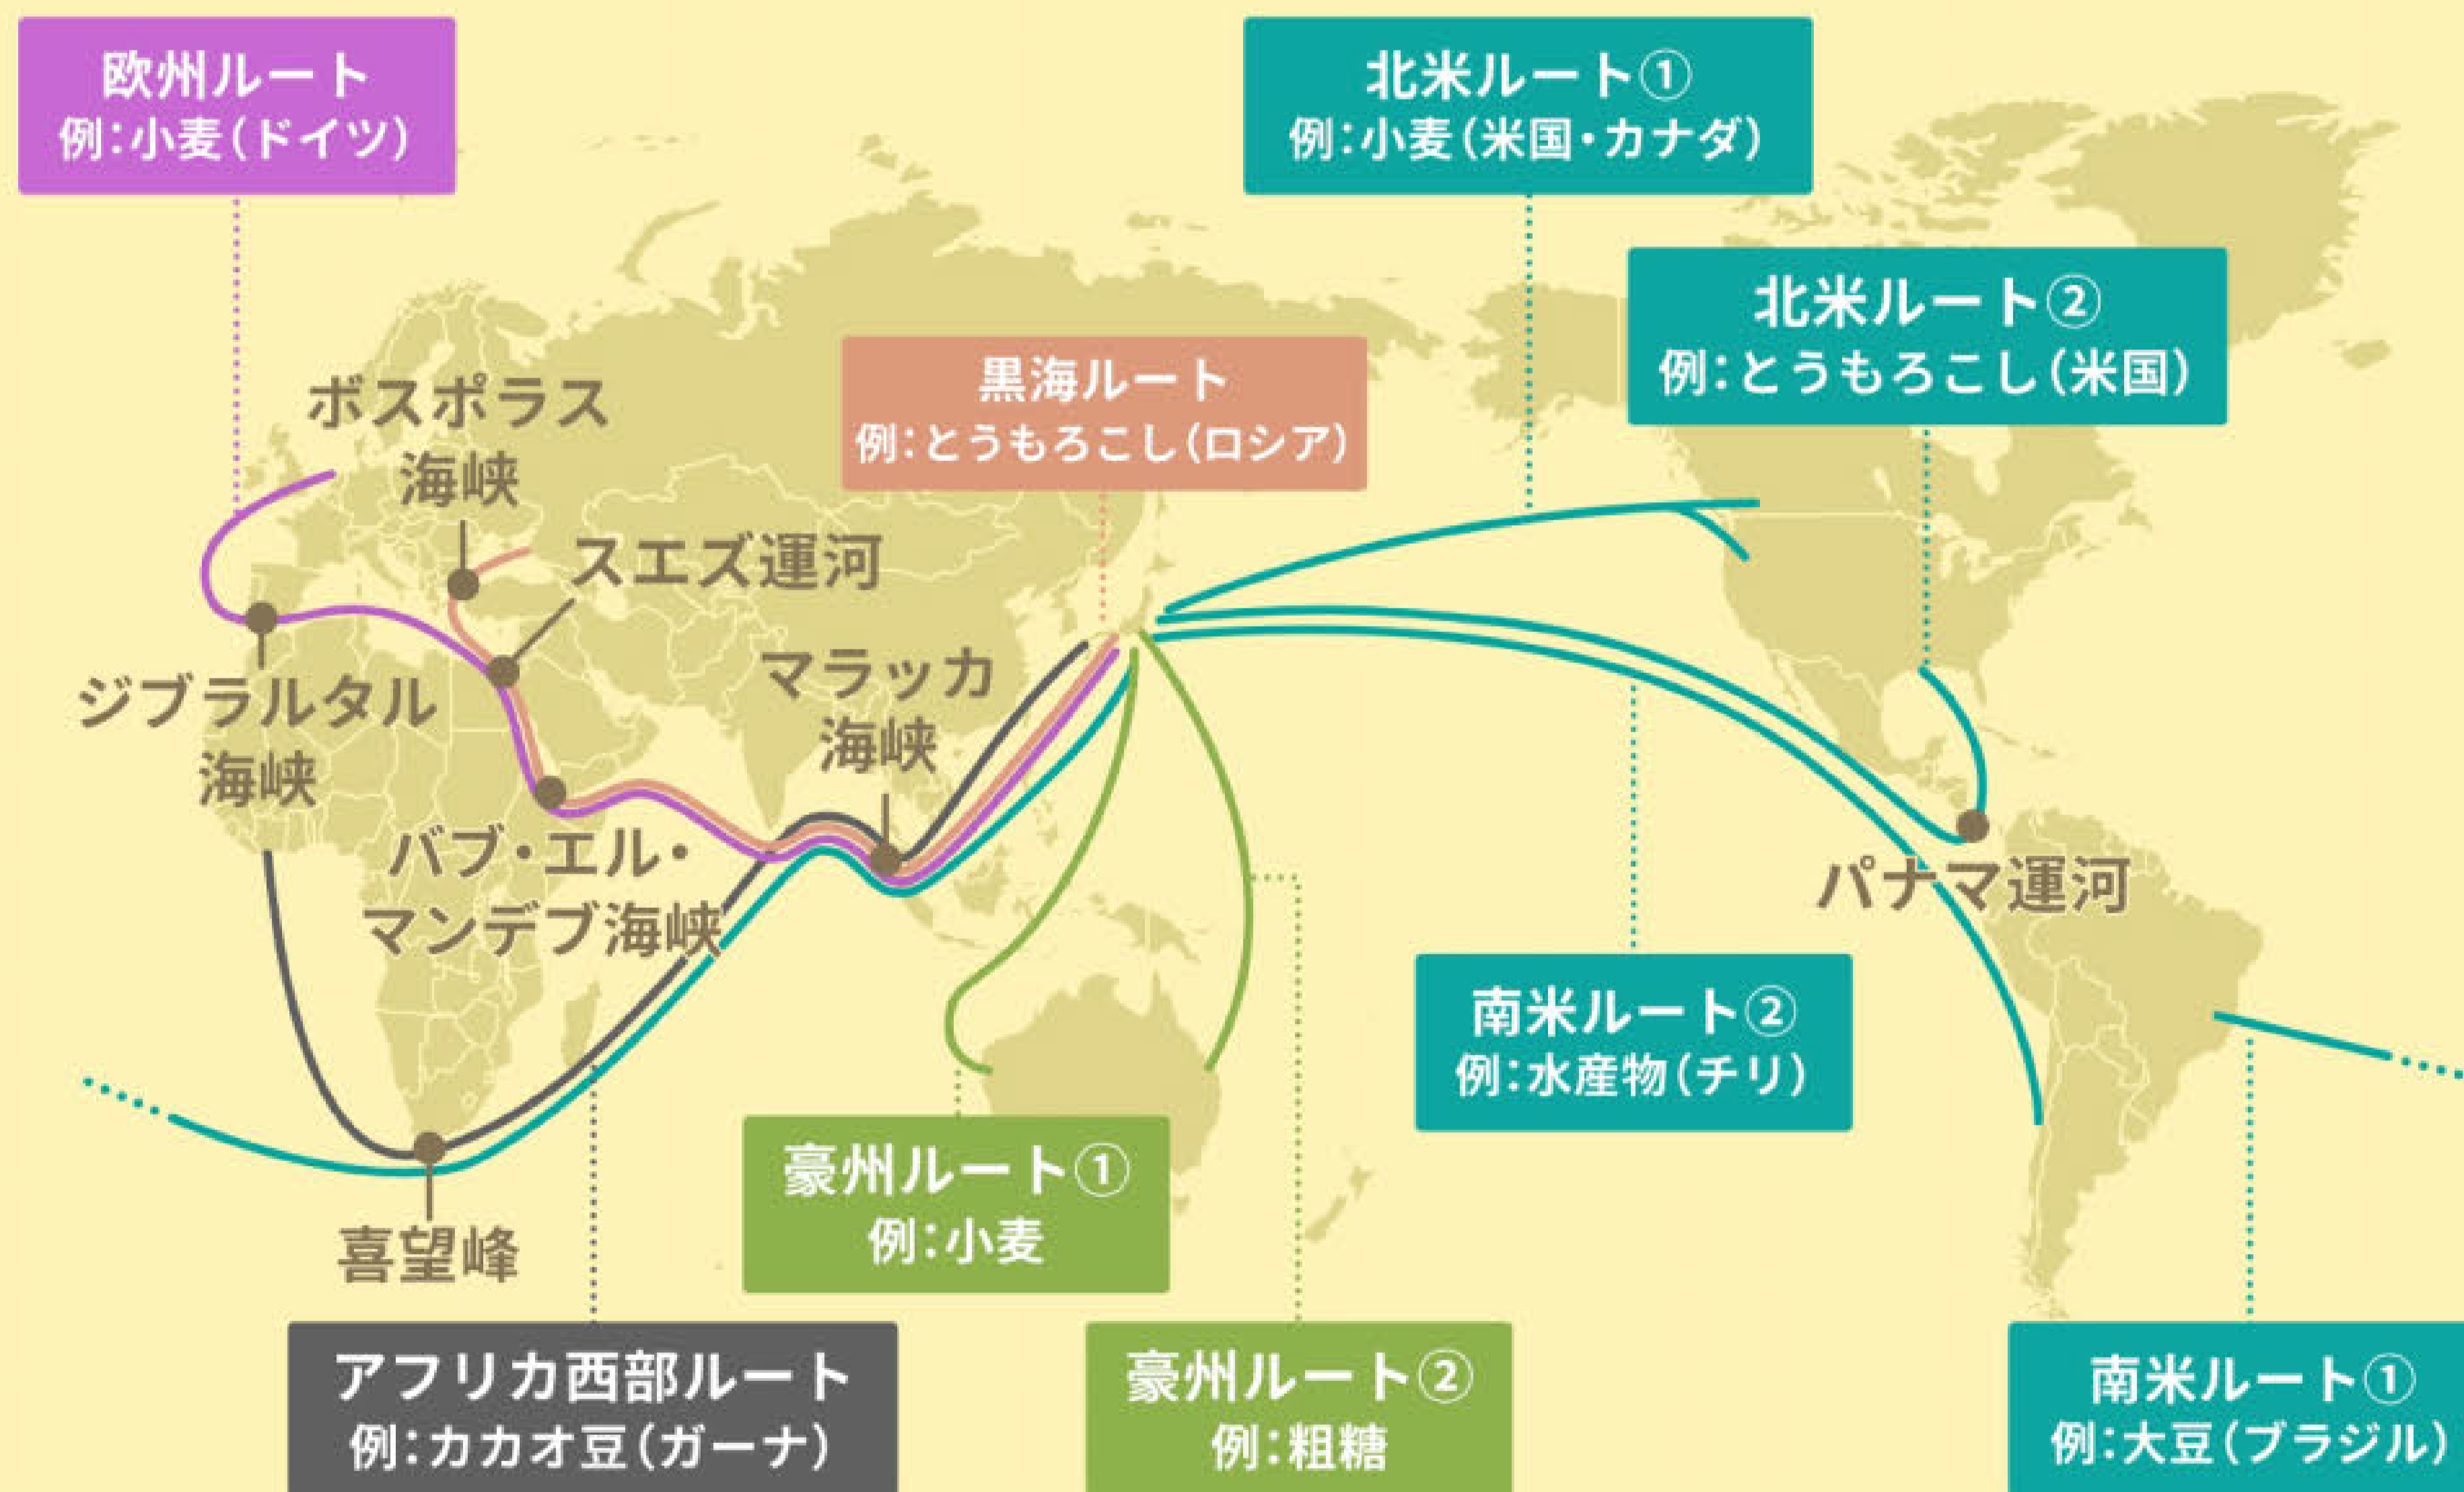 欧州ルート
例：小麦（ドイツ）
北米ルート①
例：小麦（米国・カナダ）
北米ルート②
例：とうもろこし（米国）
黒海ルート
例：とうもろこし（ロシア）
ボスポラス
海峡
スエズ運河
ジブラルタル
海峡
マラッカ
海峡
バブ・エル・
マンデブ海峡
パナマ運河
南米ルート②
例：水産物（チリ）
豪州ルート①
例：小麦
喜望峰
アフリカ西部ルート
例：カカオ豆（ガーナ）
豪州ルート②
例：粗糖
南米ルート①
例：大豆（ブラジル）